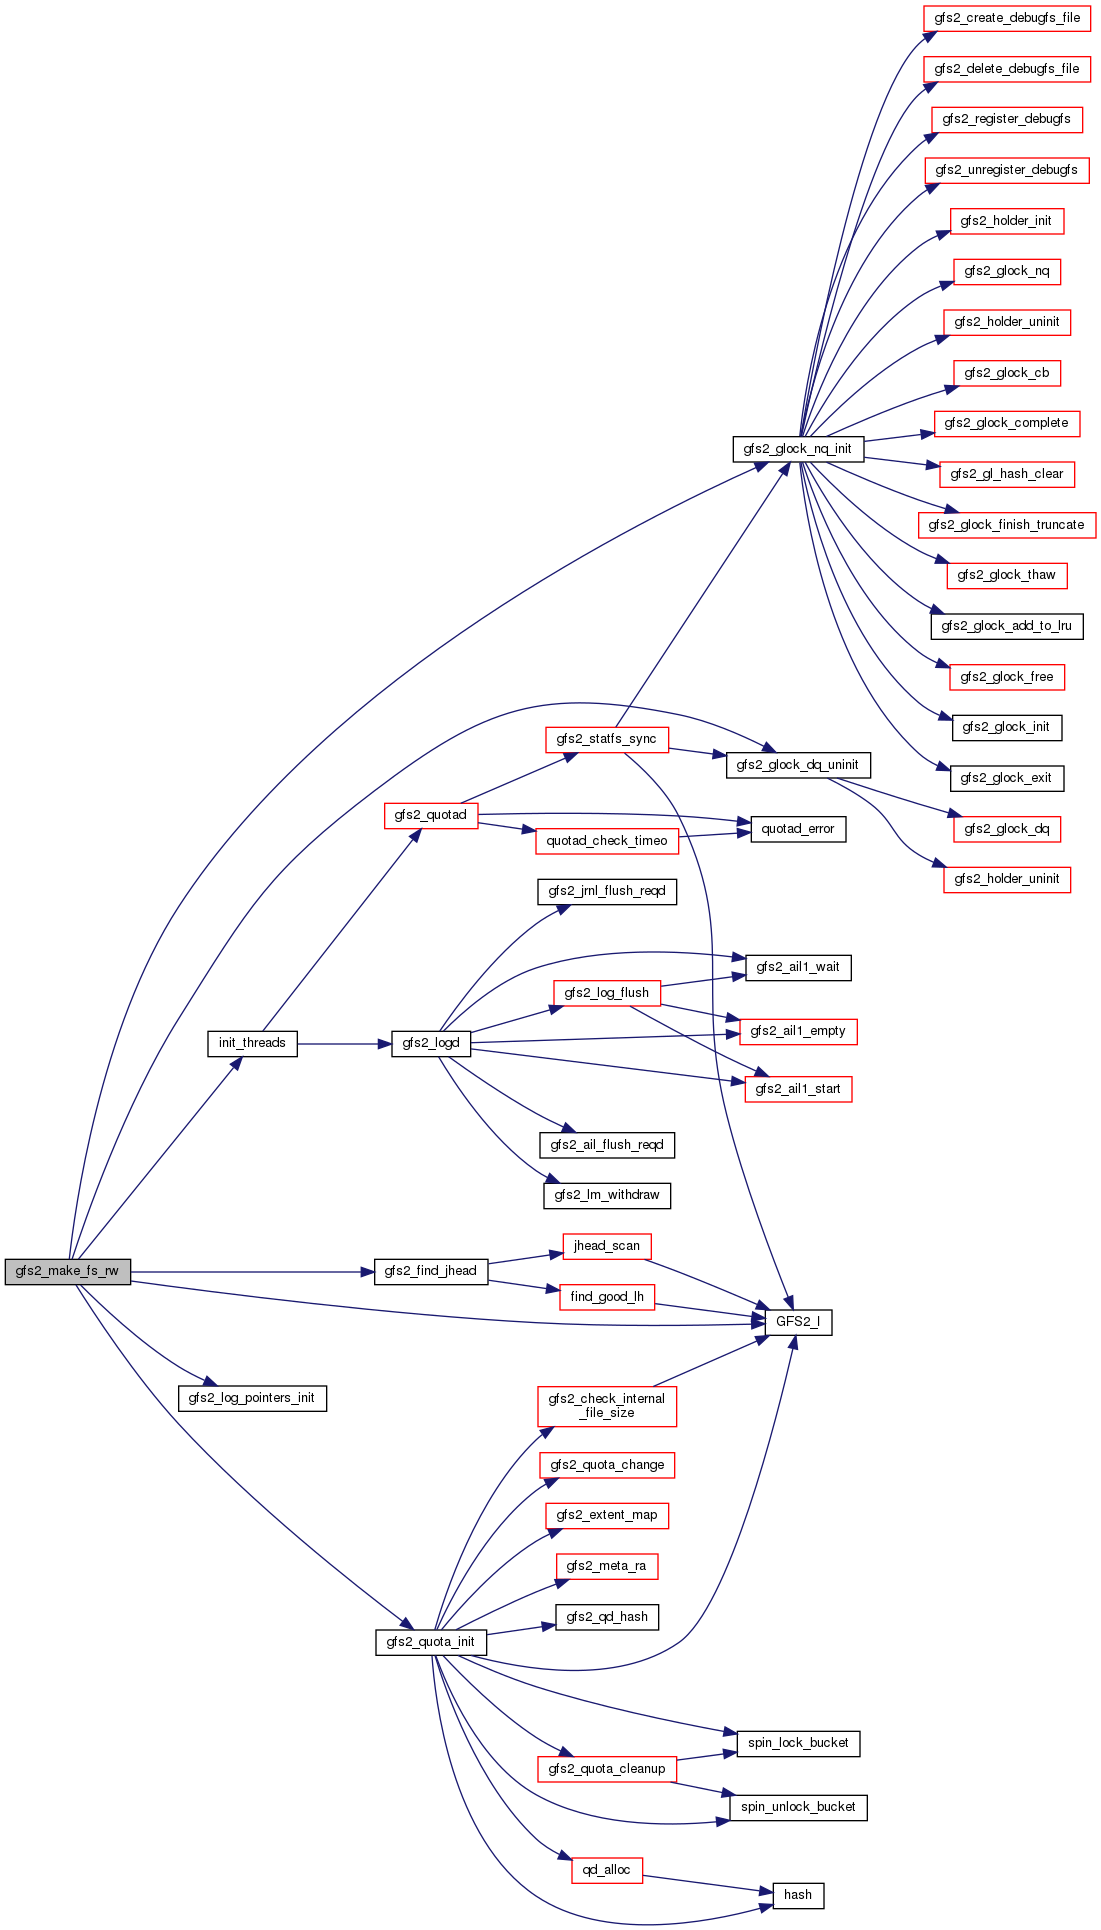 gfs2_create_debugfs_file
gfs2_delete_debugfs_file
gfs2_register_debugfs
gfs2_unregister_debugfs
gfs2_holder_init
gfs2_glock_nq
gfs2_holder_uninit
gfs2_glock_cb
gfs2_glock_complete
gfs2_glock_nq_init
gfs2_gl_hash_clear
gfs2_glock_finish_truncate
gfs2_glock_thaw
gfs2_glock_add_to_lru
gfs2_glock_free
gfs2_glock_init
gfs2_statfs_sync
gfs2_glock_dq_uninit
gfs2_glock_exit
gfs2_quotad
quotad_error
gfs2_glock_dq
quotad_check_timeo
gfs2_holder_uninit
gfs2_jrnl_flush_reqd
gfs2_ail1_wait
gfs2_log_flush
gfs2_ail1_empty
init_threads
gfs2_logd
gfs2_ail1_start
gfs2_ail_flush_reqd
gfs2_lm_withdraw
jhead_scan
gfs2_make_fs_rw
gfs2_find_jhead
find_good_lh
GFS2_I
gfs2_log_pointers_init
gfs2_check_internal
_file_size
gfs2_quota_change
gfs2_extent_map
gfs2_meta_ra
gfs2_qd_hash
gfs2_quota_init
spin_lock_bucket
gfs2_quota_cleanup
spin_unlock_bucket
qd_alloc
hash